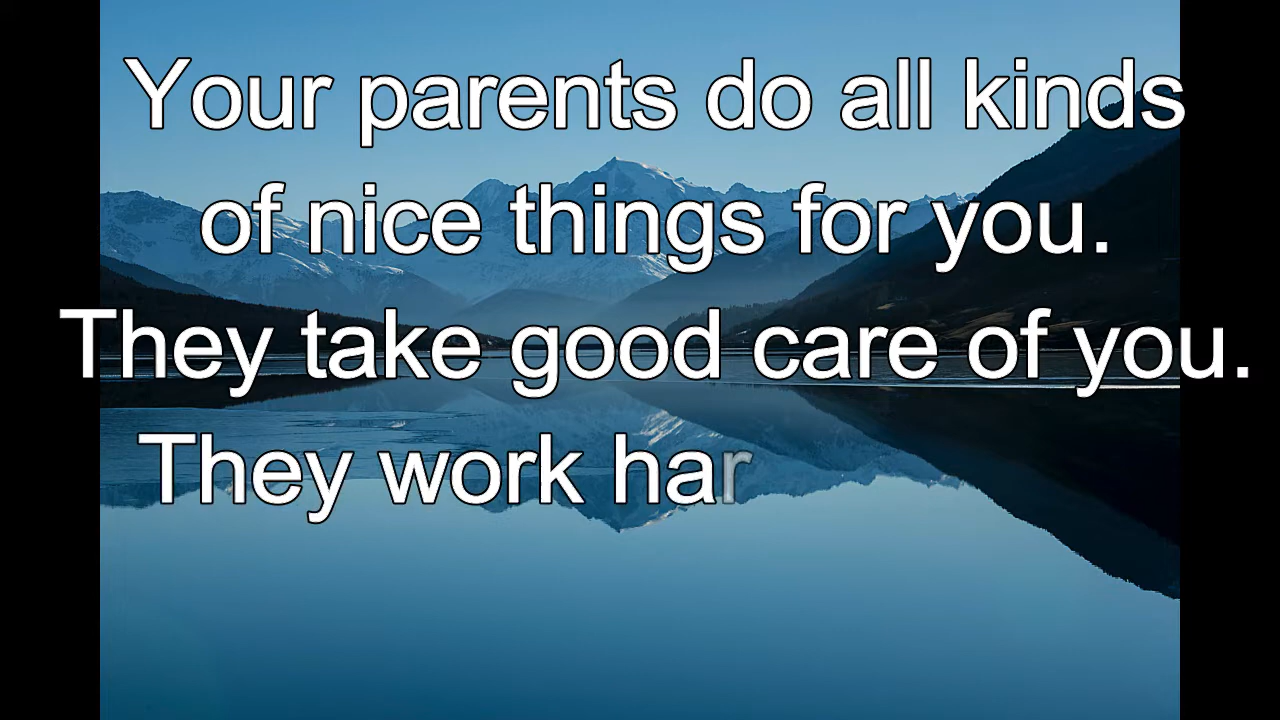 Your parents do all kinds
of nice things for you.
They take good care of you.
They work har